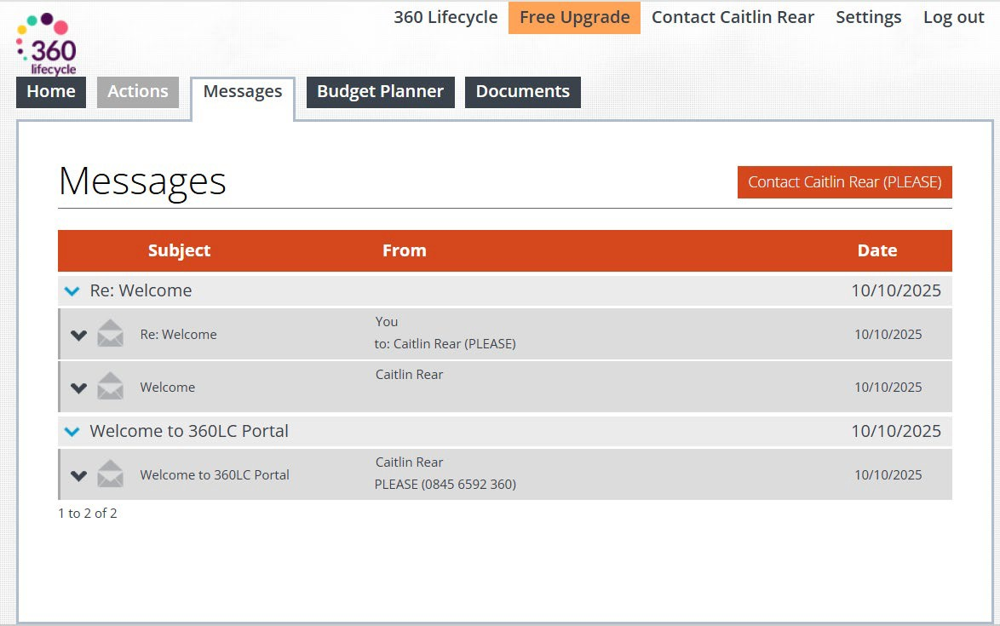 360 Lifecycle Free Upgrade Contact Caitlin Rear Settings Log out
360
lifecycle
Home Actions Messages Budget Planner Documents
Messages
Contact Caitlin Rear (PLEASE)
Subject From Date
Re: Welcome 10/10/2025
You
Re: Welcome 10/10/2025
to: Caitlin Rear (PLEASE)
Caitlin Rear
Welcome 10/10/2025
Welcome to 360LC Portal 10/10/2025
Caitlin Rear
Welcome to 360LC Portal 10/10/2025
PLEASE (0845 6592 360)
1 to 2 of 2